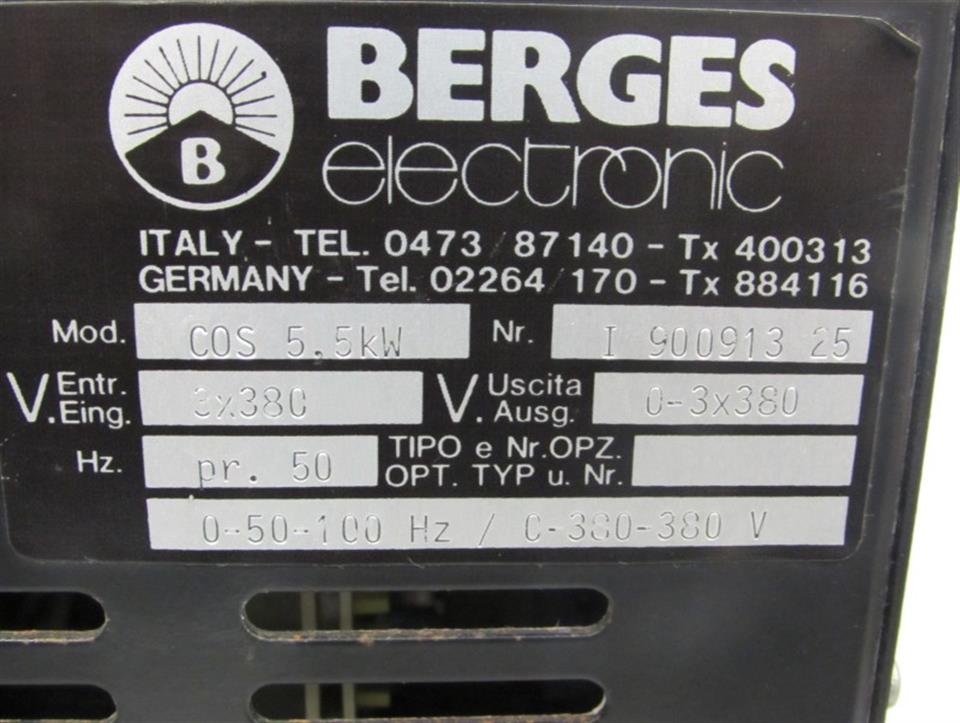 B
BERGES
electronic
ITALY - TEL. 0473 / 87140 - Tx 400313
GERMANY - Tel. 02264 / 170 - Tx 884116
Mod. COS 5,5kW Nr. I 900913 25
V. Entr. Eing. 3x380 V. Uscita Ausg. 0-3x380
Hz. pr. 50 TIPO e Nr.OPZ.
OPT. TYP u. Nr.
0-50-100 Hz / 0-380-380 V